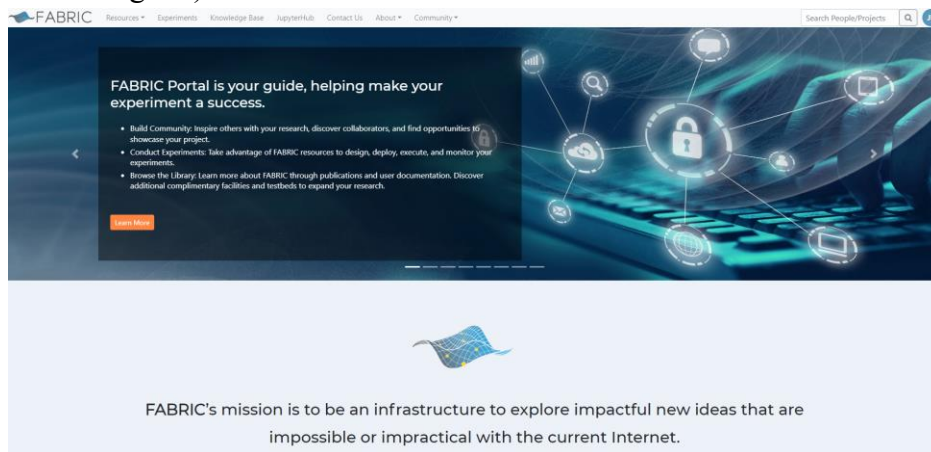 FABRIC Resources Experiments Knowledge Base JupyterHub Contact Us About Community Search People/Projects
FABRIC Portal is your guide, helping make your
experiment a success.
Build Community: Inspire others with your research, discover collaborators, and find opportunities to
showcase your project.
Conduct Experiments: Take advantage of FABRIC resources to design, deploy, execute, and monitor your
experiments.
Browse the Library: Learn more about FABRIC through publications and user documentation. Discover
additional complimentary facilities and testbeds to expand your research.
Learn More
FABRIC's mission is to be an infrastructure to explore impactful new ideas that are
impossible or impractical with the current Internet.